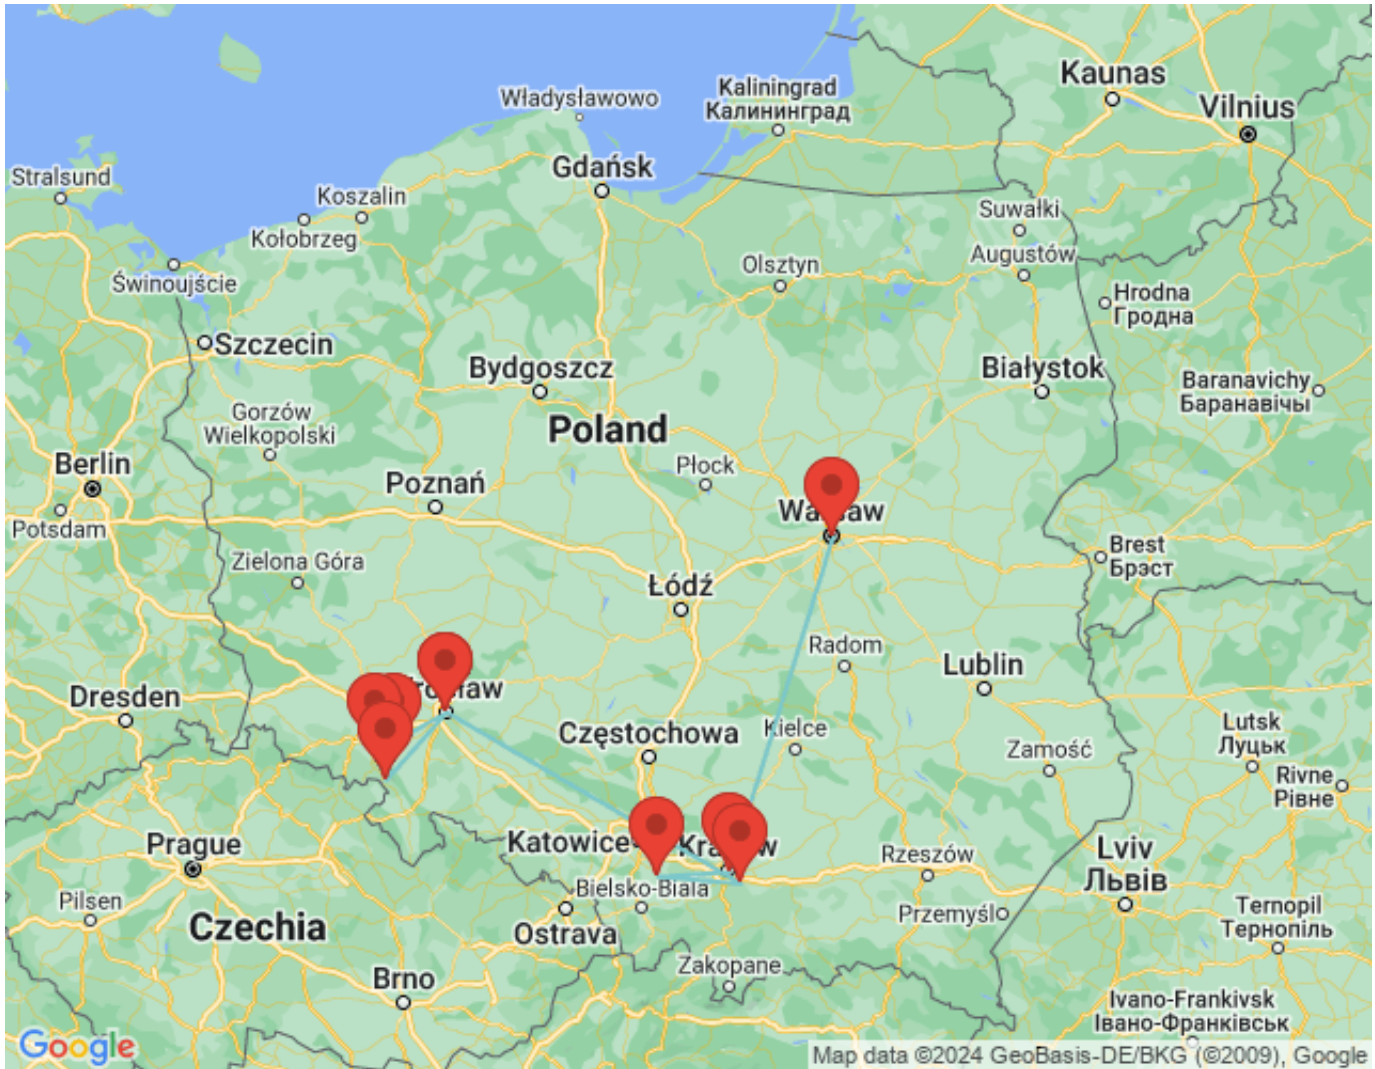 Kaunas
Vilnius
Kaliningrad
Калининград
Władysławowo
Gdańsk
Stralsund
Koszalin
Kołobrzeg
Suwałki
Augustów
Olsztyn
Świnoujście
Hrodna
Гродна
Szczecin
Bydgoszcz
Białystok
Baranavichy
Баранавічы
Gorzów
Wielkopolski
Poland
Berlin
Płock
Poznań
Potsdam
Zielona Góra
Brest
Брэст
Łódź
Radom
Lublin
Dresden
Częstochowa
Kielce
Zamość
Lutsk
Луцьк
Rivne
Рівне
Prague
Katowice
Rzeszów
Lviv
Львів
Pilsen
Bielsko-Biala
Czechia
Ostrava
Przemyśl
Ternopil
Тернопіль
Zakopane
Brno
Ivano-Frankivsk
Івано-Франківськ
Google
Map data ©2024 GeoBasis-DE/BKG (©2009), Google